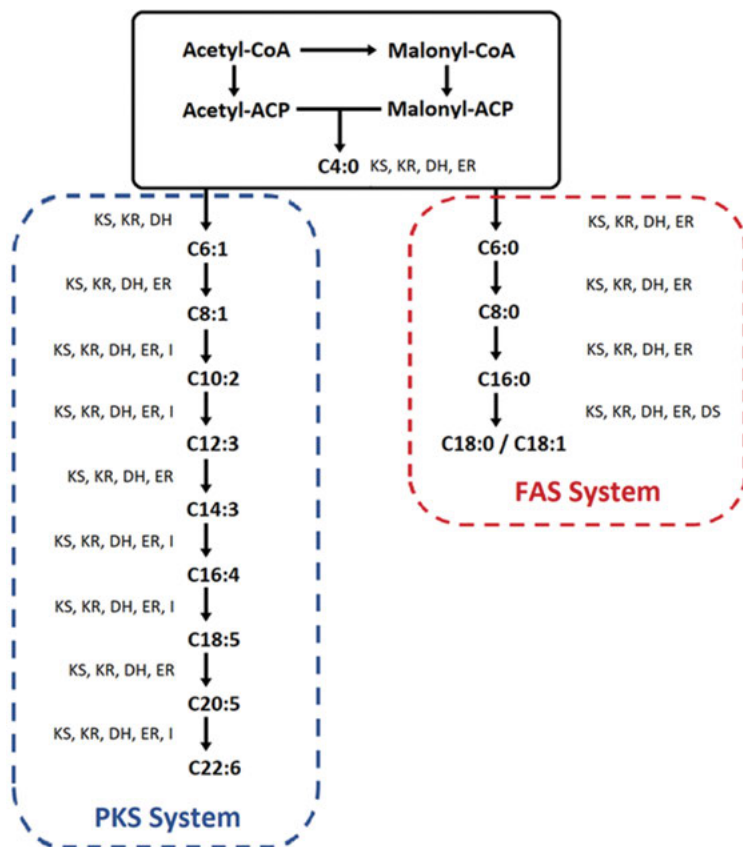 Acetyl-CoA Malonyl-CoA
Acetyl-ACP Malonyl-ACP
C4:0 KS, KR, DH, ER
KS, KR, DH
C6:1
KS, KR, DH, ER
C8:1
KS, KR, DH, ER, I
C10:2
KS, KR, DH, ER, I
C12:3
KS, KR, DH, ER
C14:3
KS, KR, DH, ER, I
C16:4
KS, KR, DH, ER, I
C18:5
KS, KR, DH, ER
C20:5
KS, KR, DH, ER, I
C22:6
PKS System
KS, KR, DH, ER
C6:0
KS, KR, DH, ER
C8:0
KS, KR, DH, ER
C16:0
KS, KR, DH, ER, DS
C18:0 / C18:1
FAS System